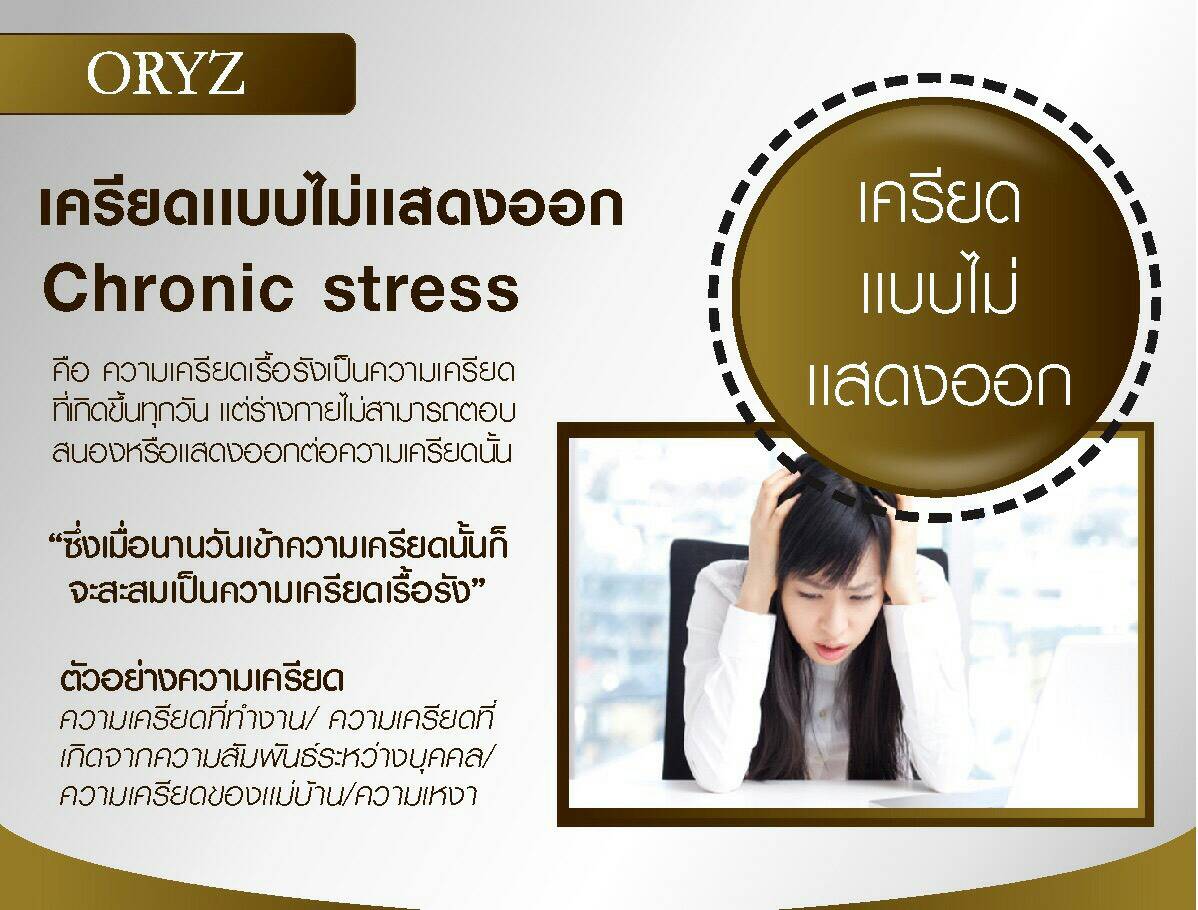 ORYZ
เครียดแบบไม่แสดงออก
Chronic stress
คือ ความเครียดเรื้อรังเป็นความเครียด
ที่เกิดขึ้นทุกวัน แต่ร่างกายไม่สามารถตอบ
สนองหรือแสดงออกต่อความเครียดนั้น
“ซึ่งเมื่อนานวันเข้าความเครียดนั้นก็
จะสะสมเป็นความเครียดเรื้อรัง”
ตัวอย่างความเครียด
ความเครียดที่ทำงาน/ ความเครียดที่
เกิดจากความสัมพันธ์ระหว่างบุคคล/
ความเครียดของแม่บ้าน/ความเหงา
เครียด
แบบไม่
แสดงออก